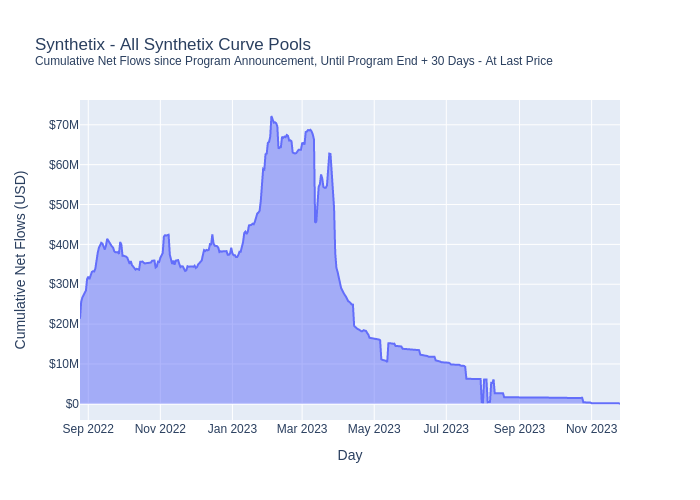 Synthetix - All Synthetix Curve Pools
Cumulative Net Flows since Program Announcement, Until Program End + 30 Days - At Last Price
Cumulative Net Flows (USD)
$70M
$60M
$50M
$40M
$30M
$20M
$10M
$0
Sep 2022
Nov 2022
Jan 2023
Mar 2023
May 2023
Jul 2023
Sep 2023
Nov 2023
Day